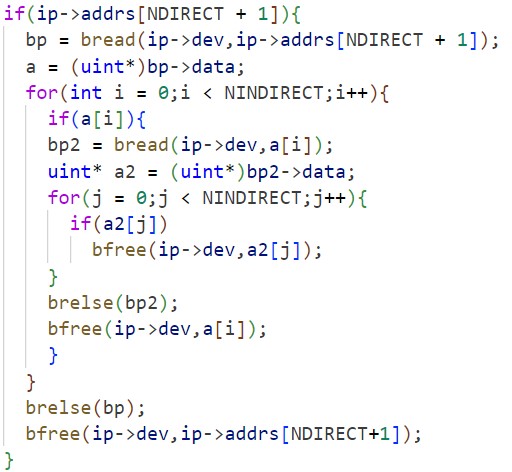 if(ip->addrs[NDIRECT + 1]){
  bp = bread(ip->dev,ip->addrs[NDIRECT + 1]);
  a = (uint*)bp->data;
  for(int i = 0;i < NINDIRECT;i++){
    if(a[i]){
    bp2 = bread(ip->dev,a[i]);
    uint* a2 = (uint*)bp2->data;
    for(j = 0;j < NINDIRECT;j++){
      if(a2[j])
        bfree(ip->dev,a2[j]);
    }
    brelse(bp2);
    bfree(ip->dev,a[i]);
    }
  }
  brelse(bp);
  bfree(ip->dev,ip->addrs[NDIRECT+1]);
}